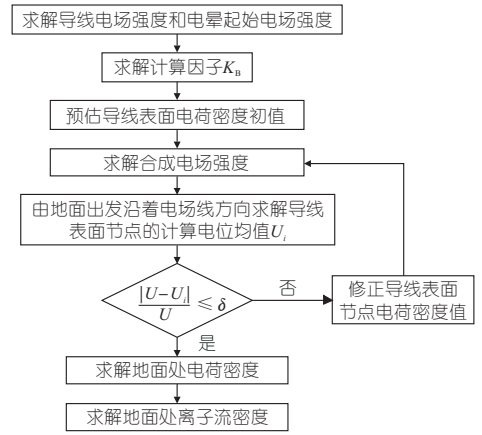 求解导线电场强度和电晕起始电场强度
求解计算因子K_B
预估导线表面电荷密度初值
求解合成电场强度
由地面出发沿着电场线方向求解导线
表面节点的计算电位均值U_i
|U−U_i|/U ≤ δ
否
修正导线表面
节点电荷密度值
是
求解地面处电荷密度
求解地面处离子流密度